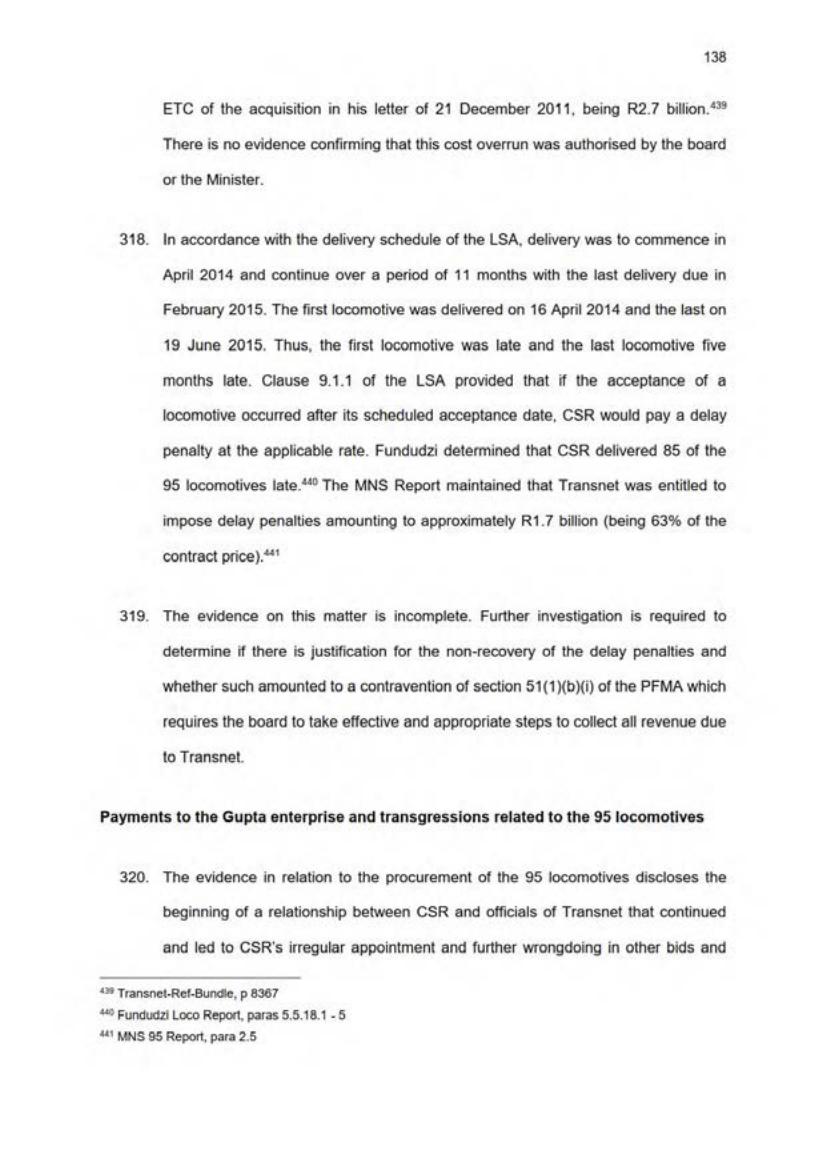 138
ETC of the acquisition in his letter of 21 December 2011, being R2.7 billion.439
There is no evidence confirming that this cost overrun was authorised by the board
or the Minister.
318. In accordance with the delivery schedule of the LSA, delivery was to commence in
April 2014 and continue over a period of 11 months with the last delivery due in
February 2015. The first locomotive was delivered on 16 April 2014 and the last on
19 June 2015. Thus, the first locomotive was late and the last locomotive five
months late. Clause 9.1.1 of the LSA provided that if the acceptance of a
locomotive occurred after its scheduled acceptance date, CSR would pay a delay
penalty at the applicable rate. Fundudzi determined that CSR delivered 85 of the
95 locomotives late.440 The MNS Report maintained that Transnet was entitled to
impose delay penalties amounting to approximately R1.7 billion (being 63% of the
contract price).441
319. The evidence on this matter is incomplete. Further investigation is required to
determine if there is justification for the non-recovery of the delay penalties and
whether such amounted to a contravention of section 51(1)(b)(i) of the PFMA which
requires the board to take effective and appropriate steps to collect all revenue due
to Transnet.
Payments to the Gupta enterprise and transgressions related to the 95 locomotives
320. The evidence in relation to the procurement of the 95 locomotives discloses the
beginning of a relationship between CSR and officials of Transnet that continued
and led to CSR's irregular appointment and further wrongdoing in other bids and
439 Transnet-Ref-Bundle, p 8367
440 Fundudzi Loco Report, paras 5.5.18.1 - 5
441 MNS 95 Report, para 2.5